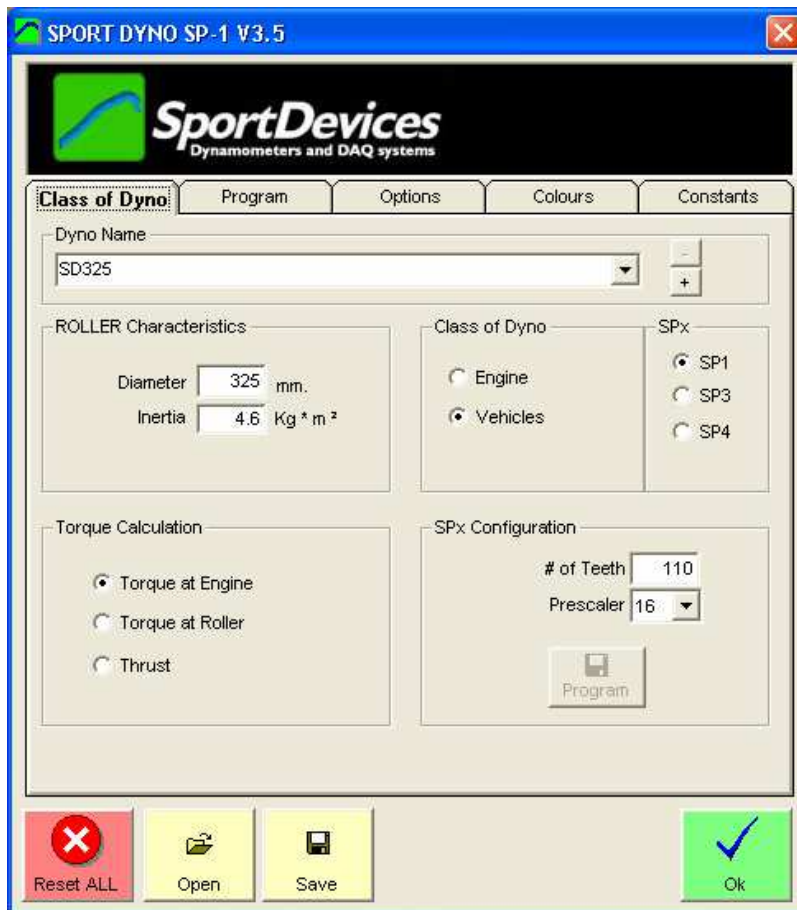 SPORT DYNO SP-1 V3.5
SportDevices
Dynamometers and DAQ systems
Class of Dyno Program Options Colours Constants
Dyno Name
SD325
-
+
ROLLER Characteristics
Diameter 325 mm.
Inertia 4.6 Kg * m ²
Class of Dyno
Engine
Vehicles
SPx
SP1
SP3
SP4
Torque Calculation
Torque at Engine
Torque at Roller
Thrust
SPx Configuration
# of Teeth 110
Prescaler 16
Program
Reset ALL Open Save Ok